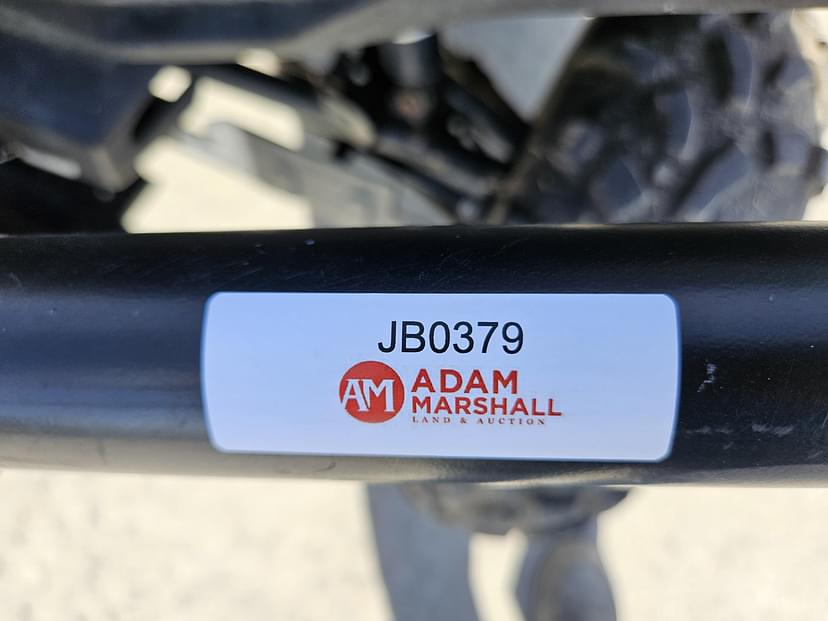 JB0379
AM
ADAM
MARSHALL
LAND & AUCTION